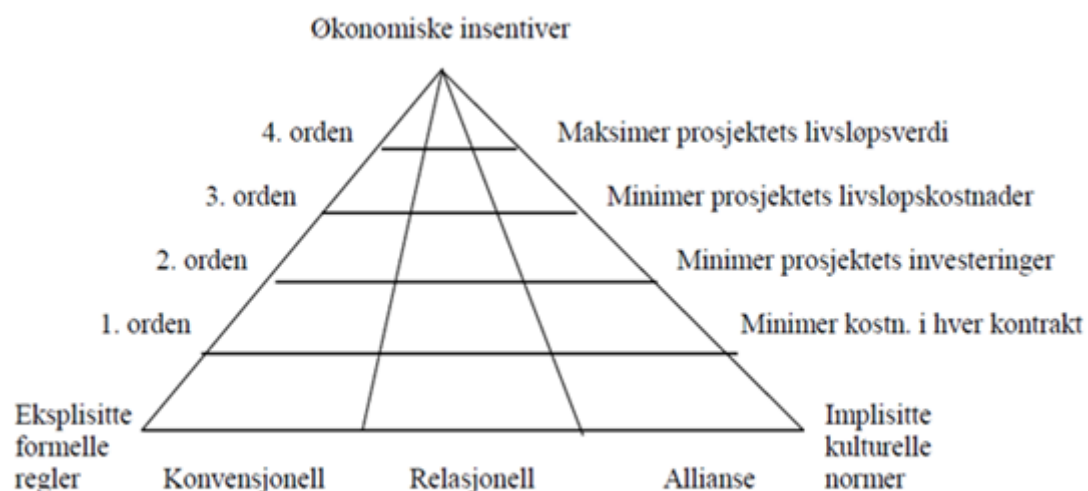 Økonomiske insentiver
4. orden
Maksimer prosjektets livsløpsverdi
3. orden
Minimer prosjektets livsløpskostnader
2. orden
Minimer prosjektets investeringer
1. orden
Minimer kostn. i hver kontrakt
Eksplisitte
formelle
regler
Konvensjonell
Relasjonell
Allianse
Implisitte
kulturelle
normer